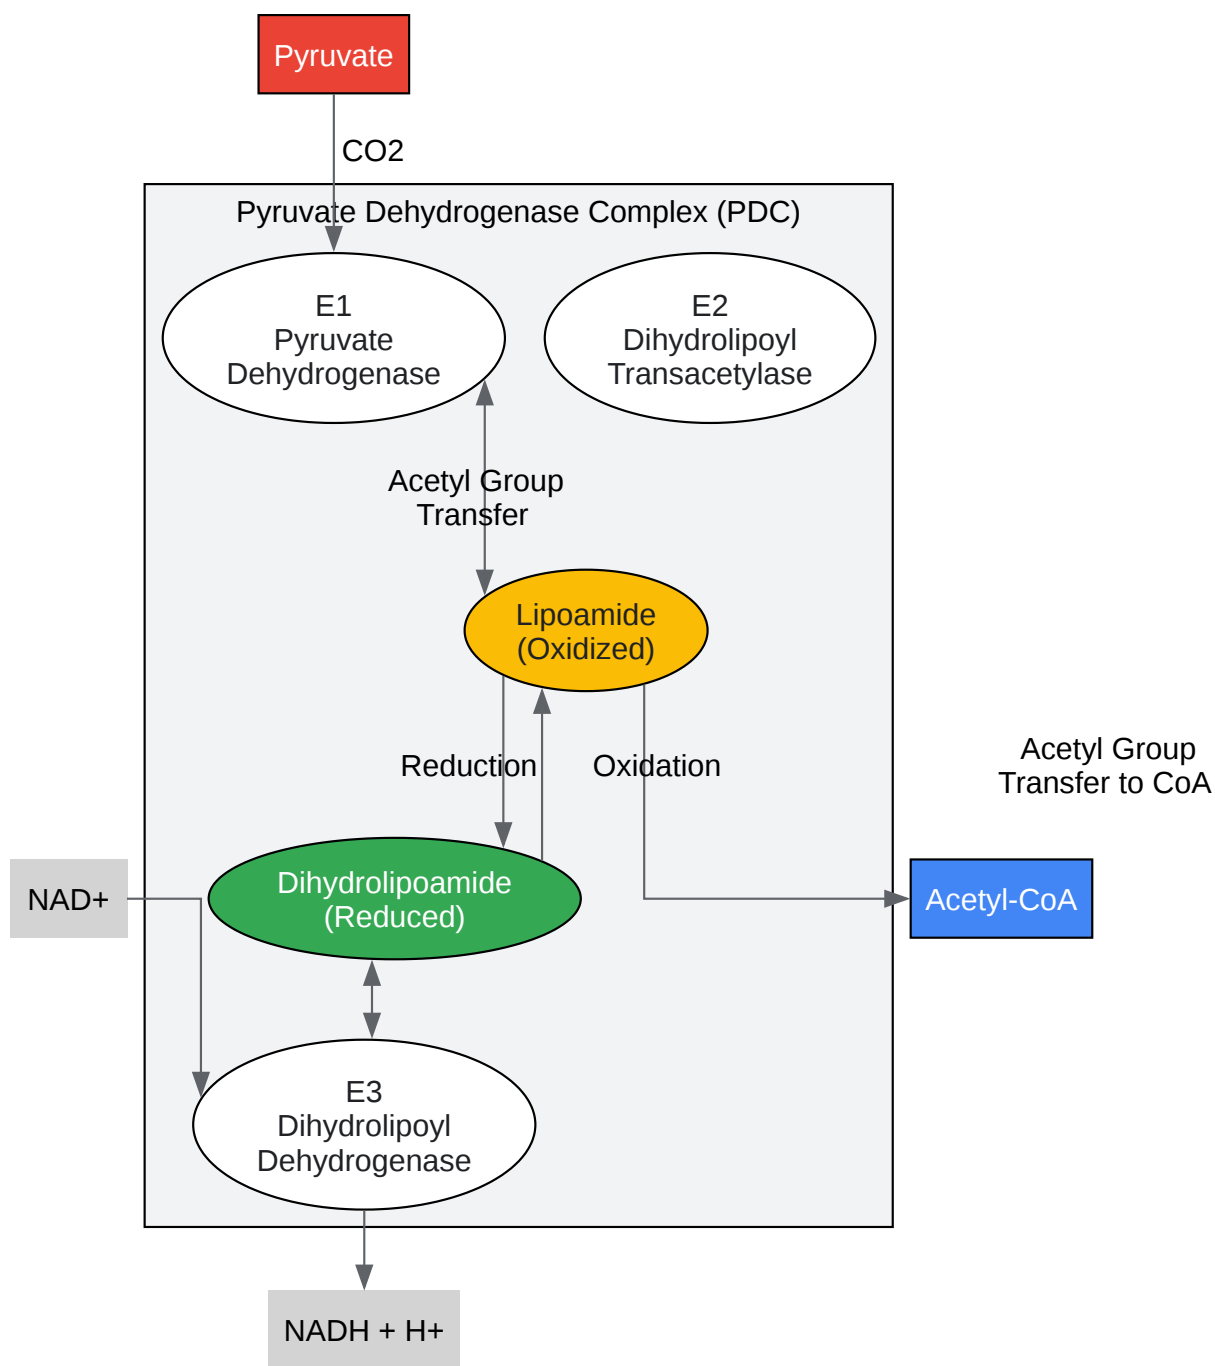 Pyruvate
CO2
Pyruvate Dehydrogenase Complex (PDC)
E1
Pyruvate
Dehydrogenase
E2
Dihydrolipoyl
Transacetylase
Acetyl Group
Transfer
Lipoamide
(Oxidized)
Reduction
Oxidation
Acetyl Group
Transfer to CoA
NAD+
Dihydrolipoamide
(Reduced)
Acetyl-CoA
E3
Dihydrolipoyl
Dehydrogenase
NADH + H+